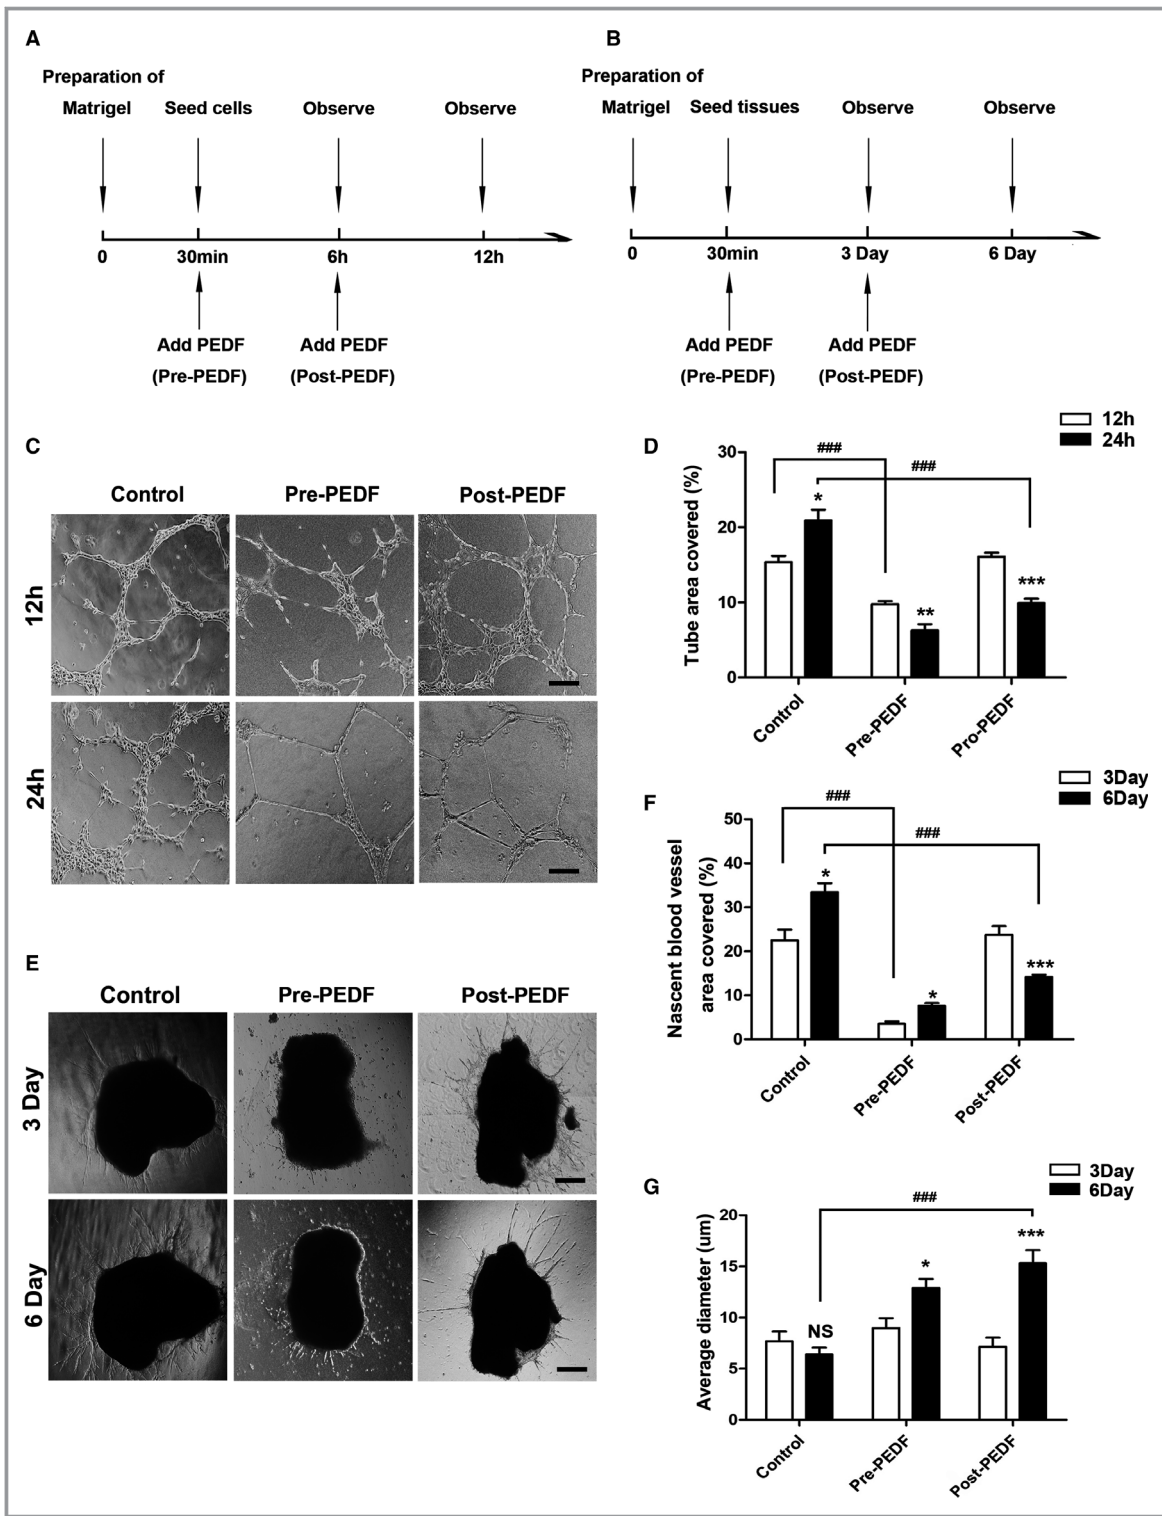 A
Preparation of
Matrigel Seed cells Observe Observe
0 30min 6h 12h
Add PEDF Add PEDF
(Pre-PEDF) (Post-PEDF)
B
Preparation of
Matrigel Seed tissues Observe Observe
0 30min 3 Day 6 Day
Add PEDF Add PEDF
(Pre-PEDF) (Post-PEDF)
C
Control Pre-PEDF Post-PEDF
12h
24h
D
12h
24h
Tube area covered (%)
30
20
10
0
###
###
*
**
***
Control Pre-PEDF Pro-PEDF
E
Control Pre-PEDF Post-PEDF
3 Day
6 Day
F
3Day
6Day
Nascent blood vessel
area covered (%)
50
40
30
20
10
0
###
###
*
*
***
Control Pre-PEDF Post-PEDF
G
3Day
6Day
Average diameter (um)
20
15
10
5
0
###
NS
*
***
Control Pre-PEDF Post-PEDF